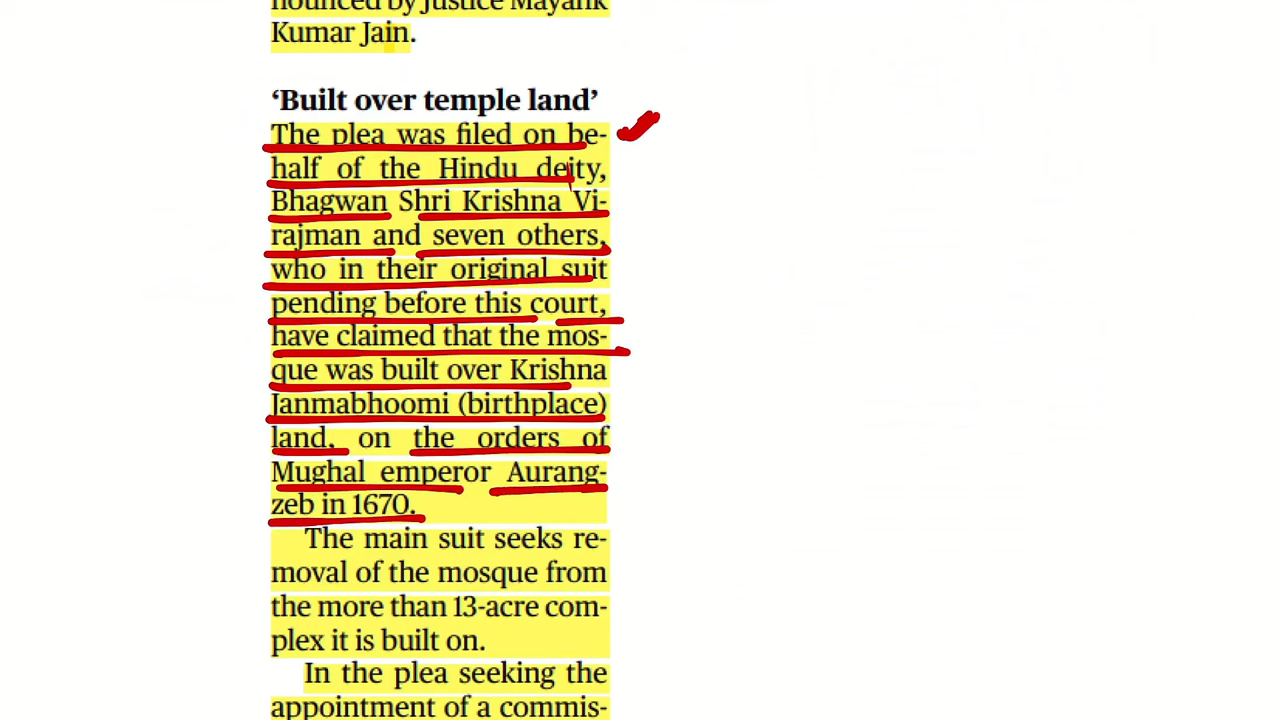 nounced by Justice Mayank
Kumar Jain.
‘Built over temple land’
The plea was filed on be-
half of the Hindu deity,
Bhagwan Shri Krishna Vi-
rajman and seven others,
who in their original suit
pending before this court,
have claimed that the mos-
que was built over Krishna
Janmabhoomi (birthplace)
land, on the orders of
Mughal emperor Aurang-
zeb in 1670.
The main suit seeks re-
moval of the mosque from
the more than 13-acre com-
plex it is built on.
In the plea seeking the
appointment of a commis-